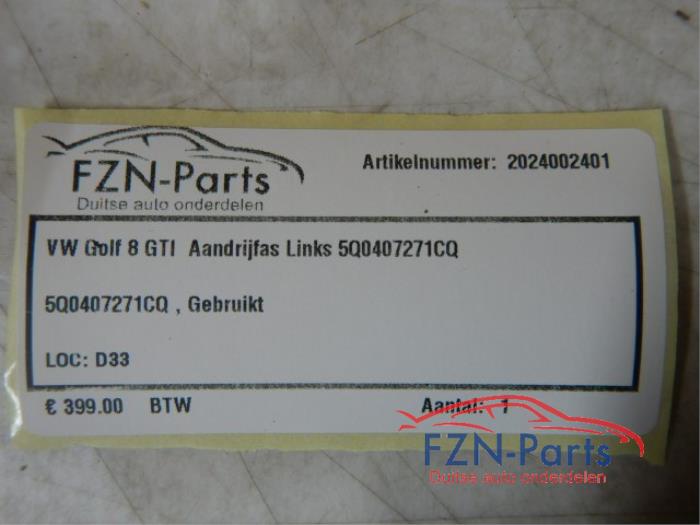 FZN-Parts
Duitse auto onderdelen
Artikelnummer: 2024002401
VW Golf 8 GTI Aandrijfas Links 5Q0407271CQ
5Q0407271CQ , Gebruikt
LOC: D33
€ 399.00 BTW Aantal: 1
FZN-Parts
Duitse auto onderdelen